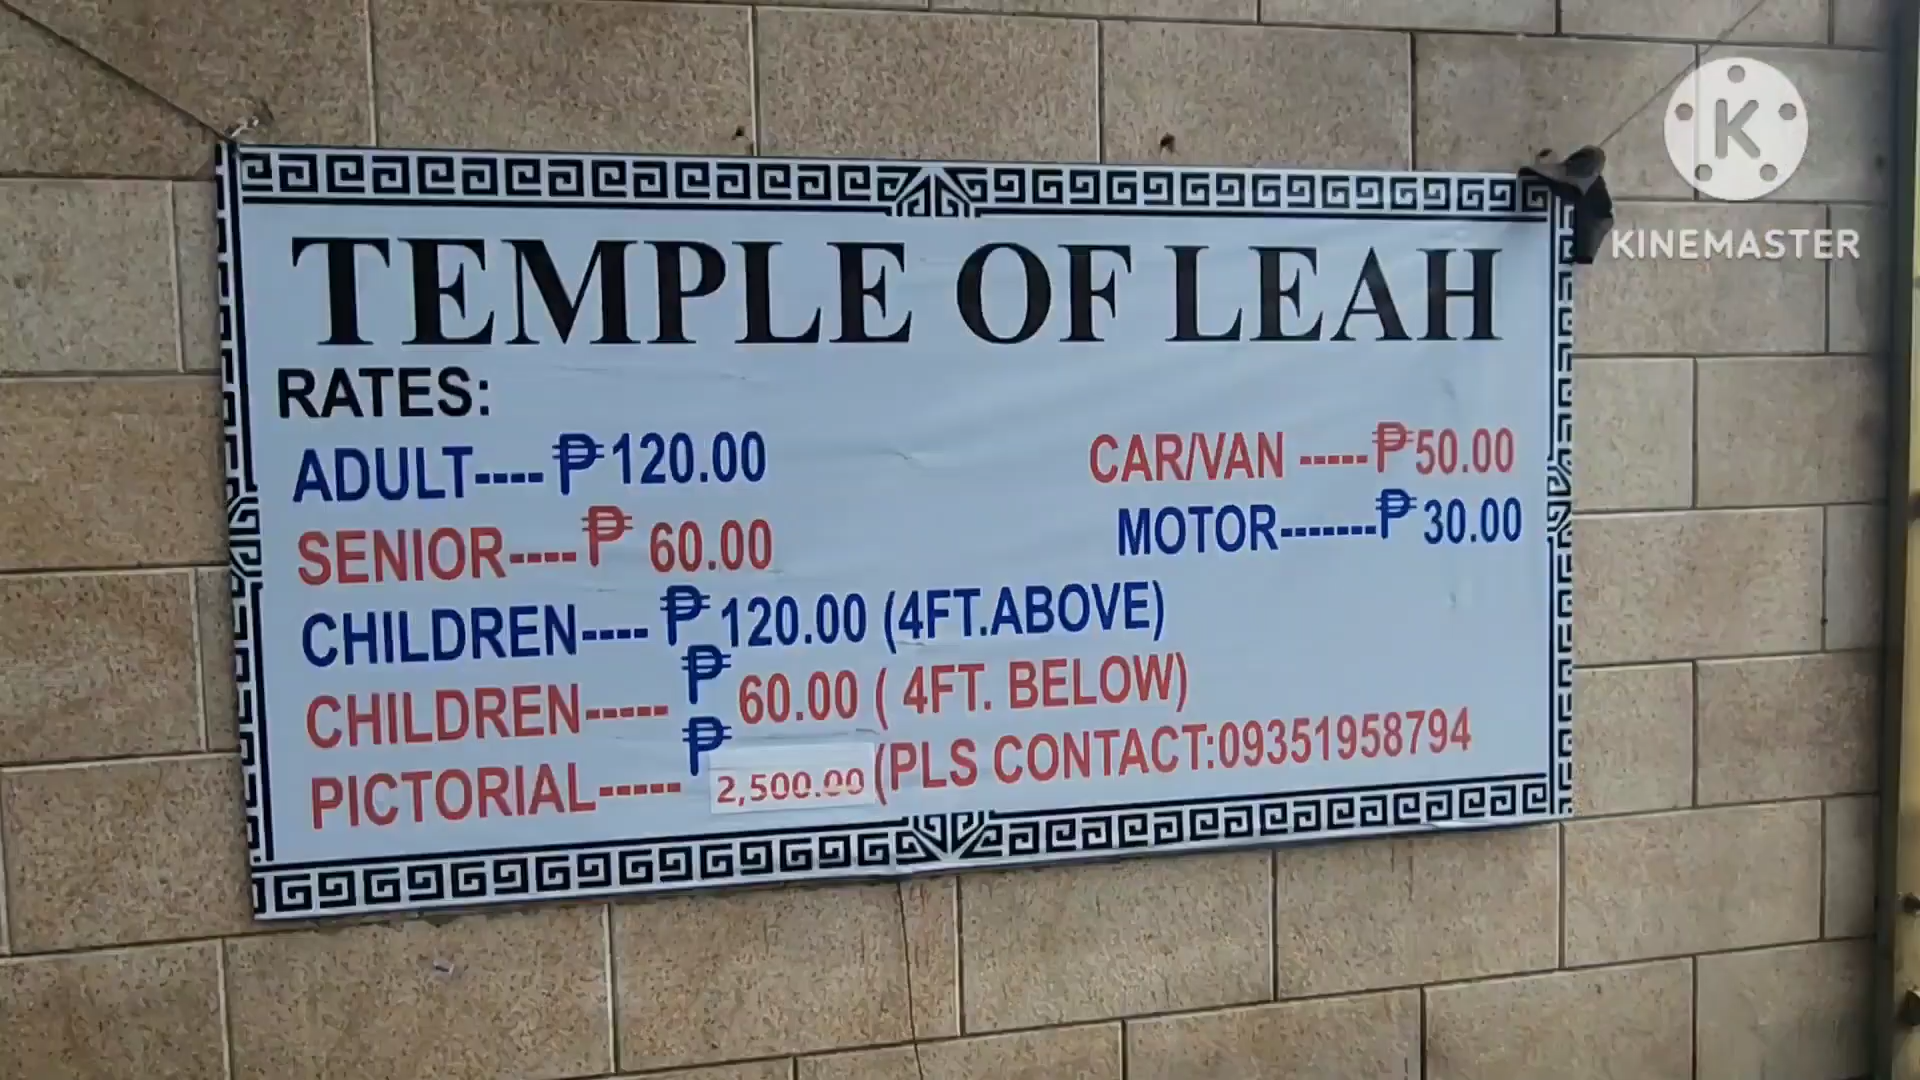 TEMPLE OF LEAH
RATES:
ADULT----₱120.00
CAR/VAN -----₱50.00
SENIOR----₱ 60.00
MOTOR-------₱ 30.00
CHILDREN----₱120.00 (4FT.ABOVE)
CHILDREN-----₱ 60.00 ( 4FT. BELOW)
PICTORIAL-----₱ 2,500.00 (PLS CONTACT:09351958794
K
KINEMASTER